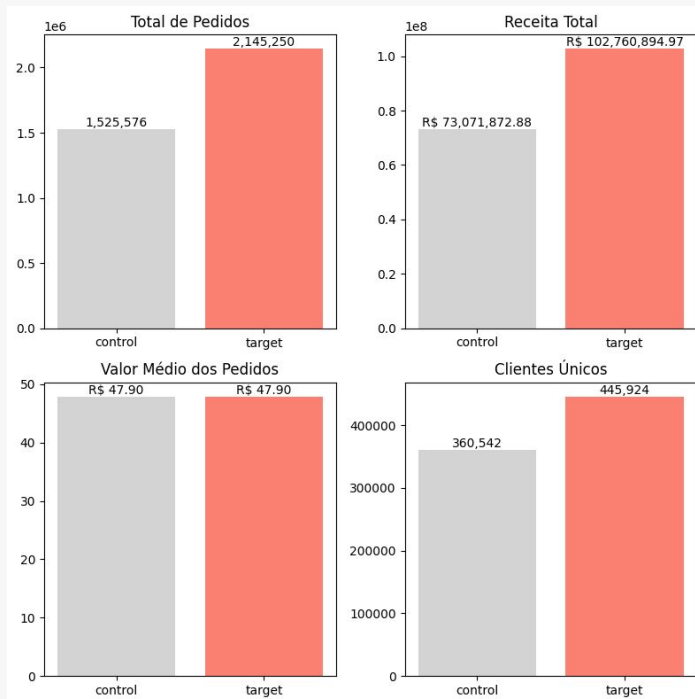 Total de Pedidos
1e6
2,145,250
1,525,576
2.0
1.5
1.0
0.5
0.0
control
target
Receita Total
1e8
R$ 102,760,894.97
R$ 73,071,872.88
1.0
0.8
0.6
0.4
0.2
0.0
control
target
Valor Médio dos Pedidos
R$ 47.90
R$ 47.90
50
40
30
20
10
0
control
target
Clientes Únicos
445,924
360,542
400000
300000
200000
100000
0
control
target